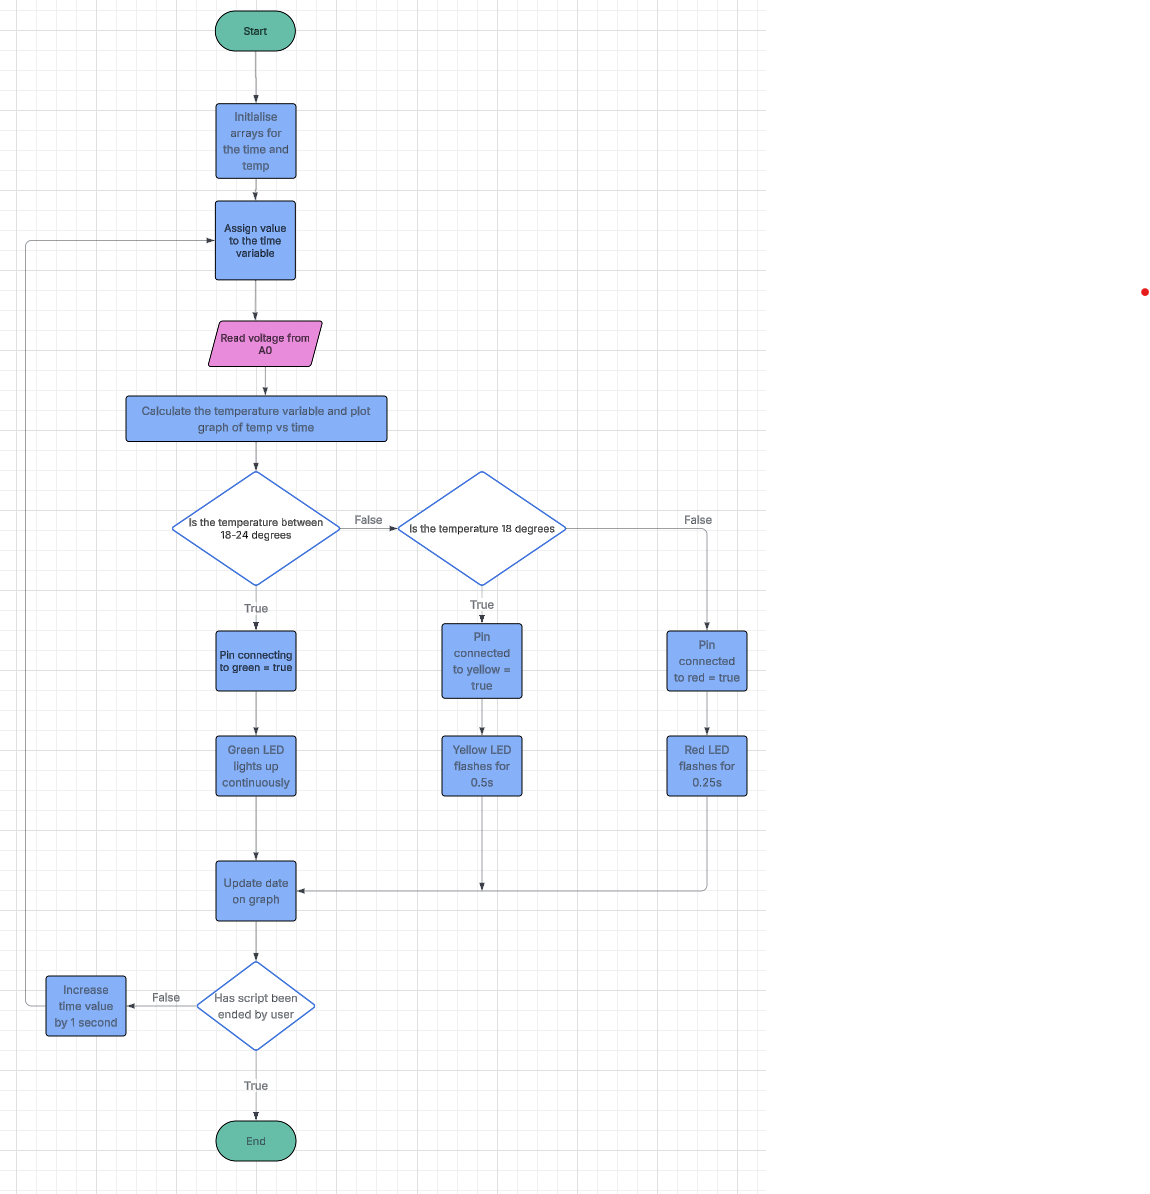 Start
Initialise
arrays for
the time and
temp
Assign value
to the time
variable
Read voltage from
A0
Calculate the temperature variable and plot
graph of temp vs time
Is the temperature between
18-24 degrees
False
Is the temperature 18 degrees
False
True
True
Pin connecting
to green = true
Pin
connected
to yellow =
true
Pin
connected
to red = true
Green LED
lights up
continuously
Yellow LED
flashes for
0.5s
Red LED
flashes for
0.25s
Update date
on graph
Has script been
ended by user
False
Increase
time value
by 1 second
True
End